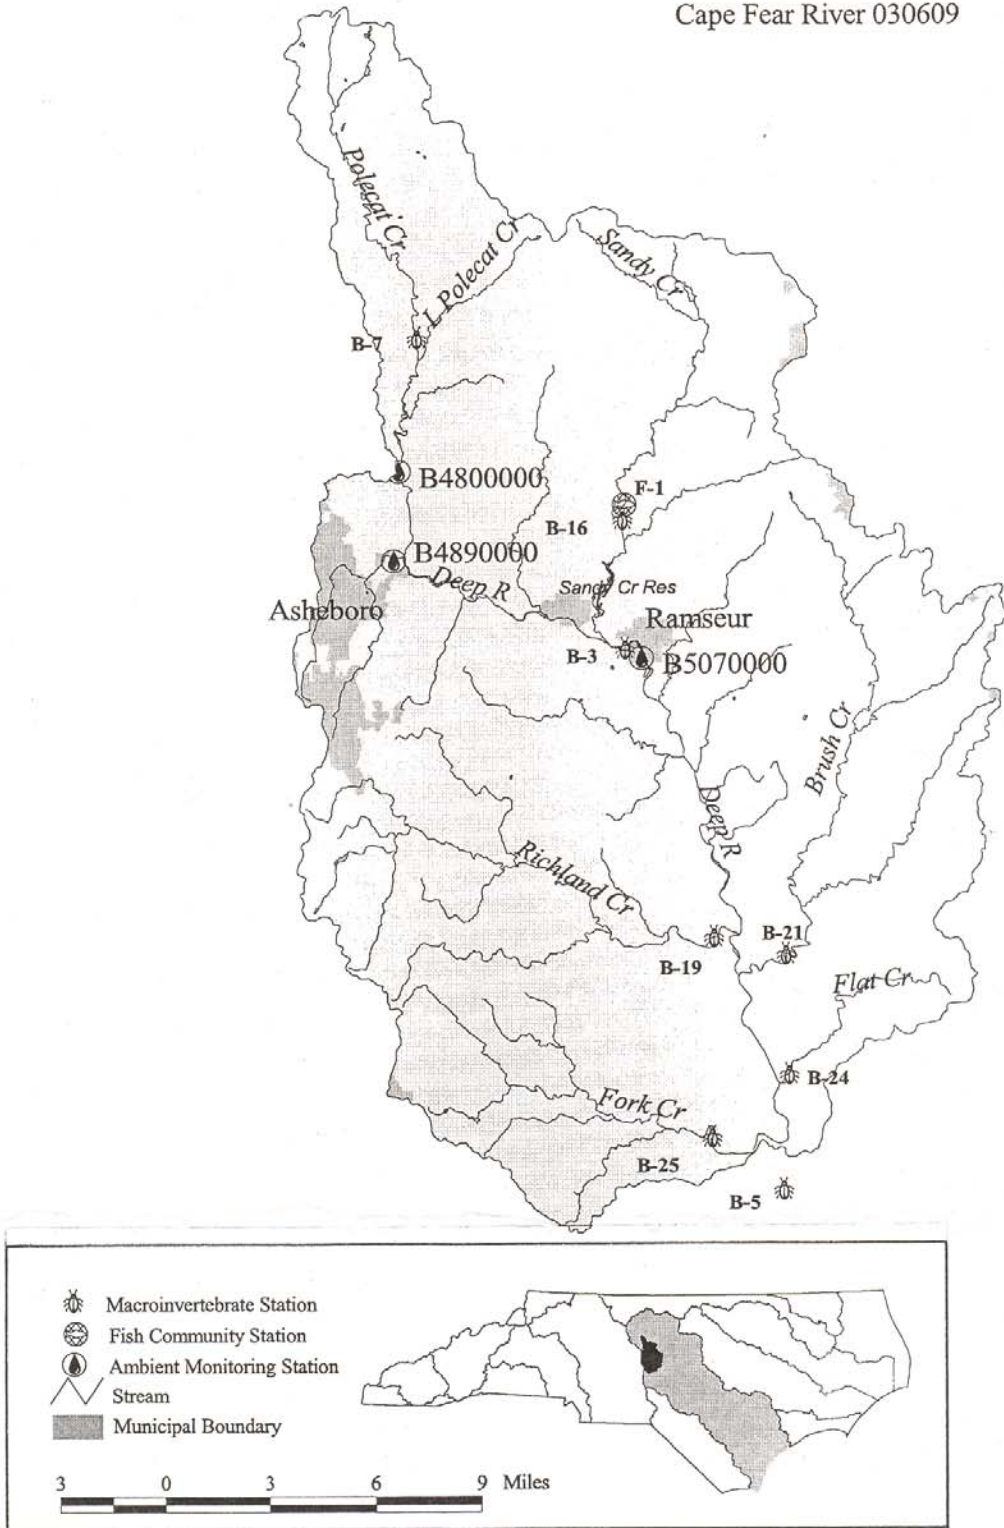 Cape Fear River 030609
Polecat Cr
L Polecat Cr
Sandy Cr
B-7
B4800000
F-1
B-16
B4890000
Deep R
Sandy Cr Res
Asheboro
Ramseur
B-3
B5070000
Brush Cr
Deep R
Richland Cr
B-21
B-19
Flat Cr
B-24
Fork Cr
B-25
B-5
Macroinvertebrate Station
Fish Community Station
Ambient Monitoring Station
Stream
Municipal Boundary
3 0 3 6 9 Miles